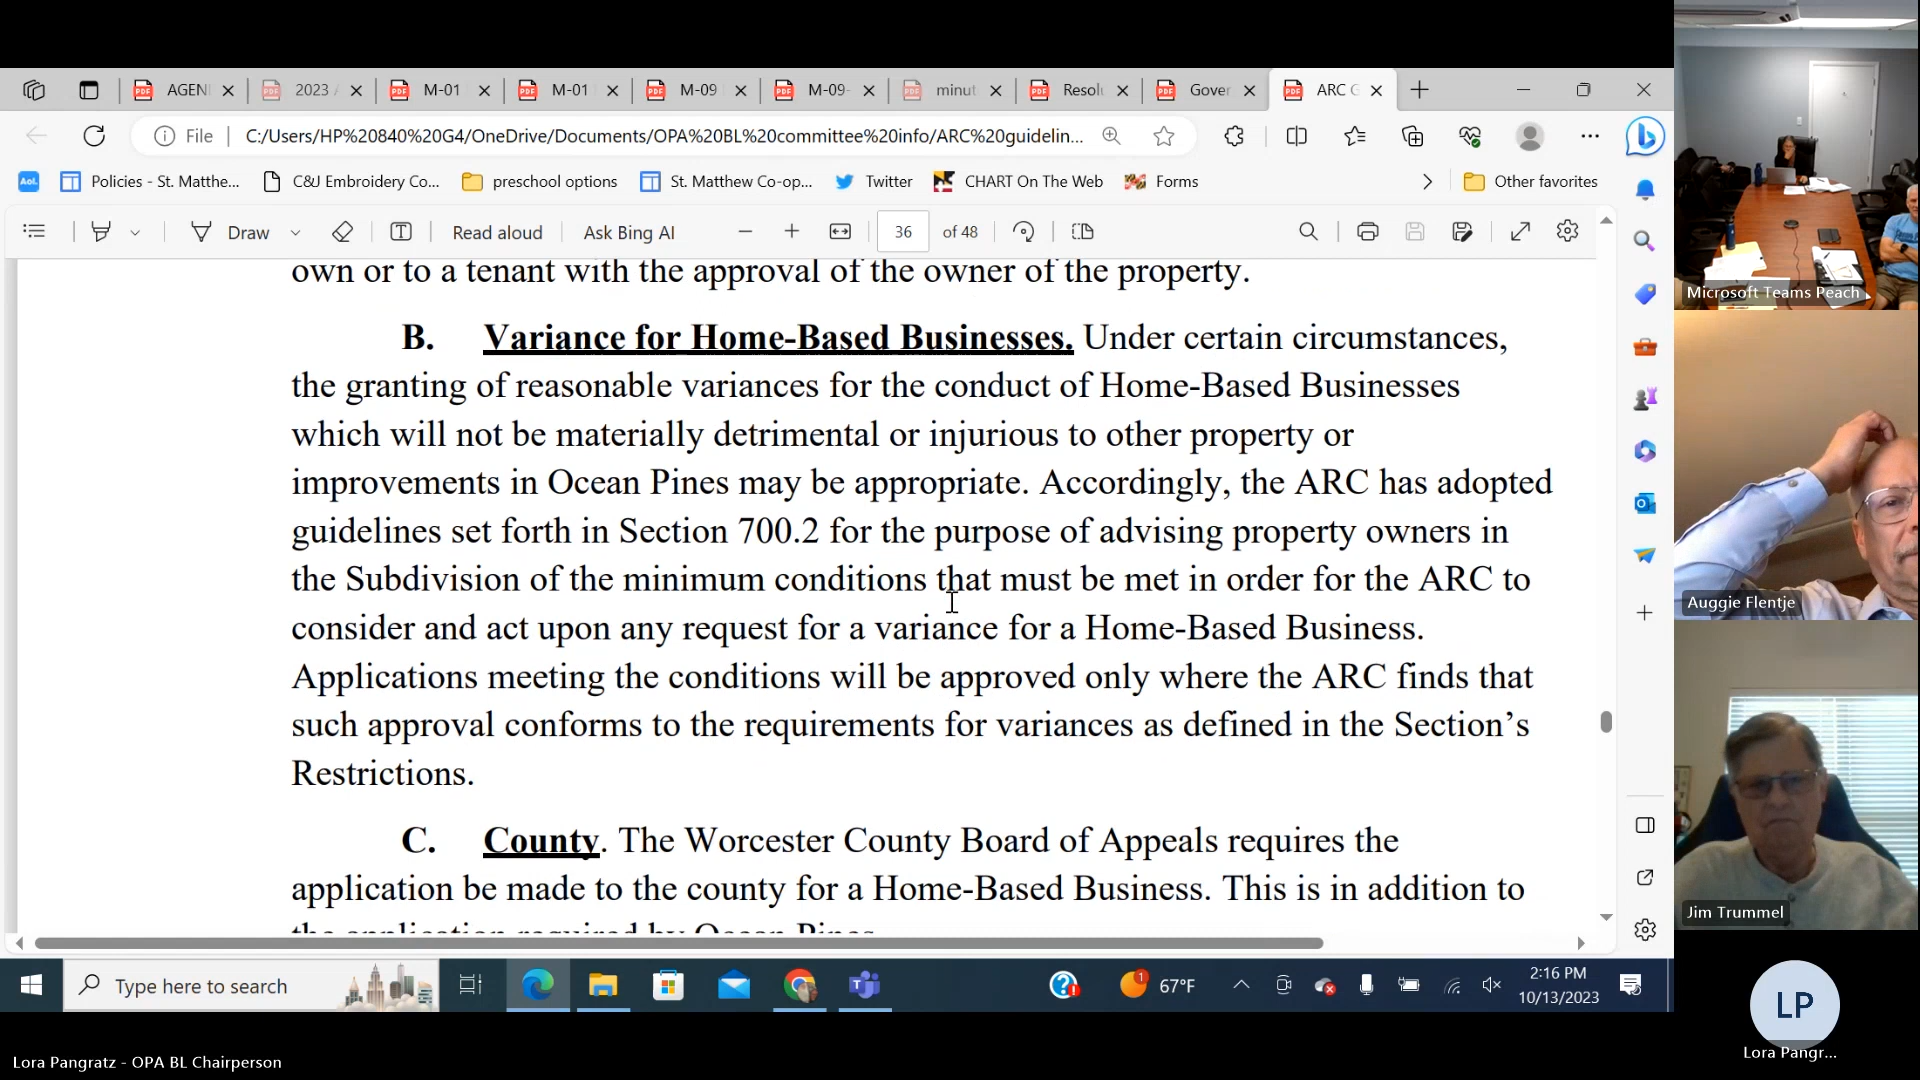 AGEN
2023
M-01
M-01
M-09
M-09-
minut
Resolu
Gover
ARC G
File
C:/Users/HP%20840%20G4/OneDrive/Documents/OPA%20BL%20committee%20info/ARC%20guidelin...
Aol.
Policies - St. Matthe...
C&J Embroidery Co...
preschool options
St. Matthew Co-op...
Twitter
CHART On The Web
Forms
Other favorites
Draw
Read aloud
Ask Bing AI
36
of 48
own or to a tenant with the approval of the owner of the property.
B. Variance for Home-Based Businesses. Under certain circumstances,
the granting of reasonable variances for the conduct of Home-Based Businesses
which will not be materially detrimental or injurious to other property or
improvements in Ocean Pines may be appropriate. Accordingly, the ARC has adopted
guidelines set forth in Section 700.2 for the purpose of advising property owners in
the Subdivision of the minimum conditions that must be met in order for the ARC to
consider and act upon any request for a variance for a Home-Based Business.
Applications meeting the conditions will be approved only where the ARC finds that
such approval conforms to the requirements for variances as defined in the Section’s
Restrictions.
C. County. The Worcester County Board of Appeals requires the
application be made to the county for a Home-Based Business. This is in addition to
the application required by Ocean Pines.
Type here to search
1
67°F
2:16 PM
10/13/2023
Microsoft Teams Peach
Auggie Flentje
Jim Trummel
LP
Lora Pangr...
Lora Pangratz - OPA BL Chairperson